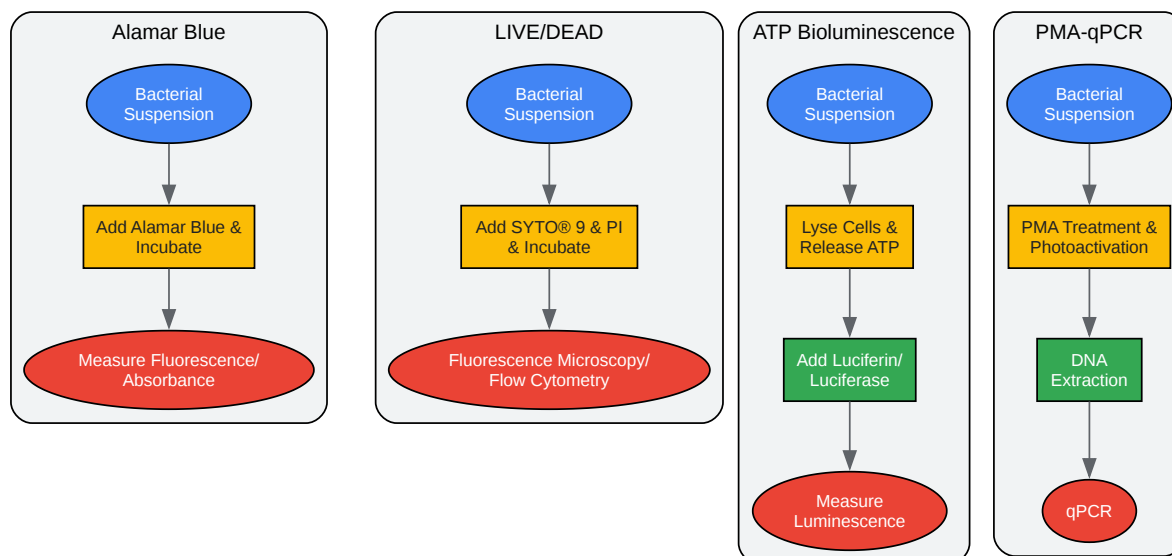 Alamar Blue
Bacterial
Suspension
Add Alamar Blue &
Incubate
Measure Fluorescence/
Absorbance
LIVE/DEAD
Bacterial
Suspension
Add SYTO® 9 & PI
& Incubate
Fluorescence Microscopy/
Flow Cytometry
ATP Bioluminescence
Bacterial
Suspension
Lyse Cells &
Release ATP
Add Luciferin/
Luciferase
Measure
Luminescence
PMA-qPCR
Bacterial
Suspension
PMA Treatment &
Photoactivation
DNA
Extraction
qPCR